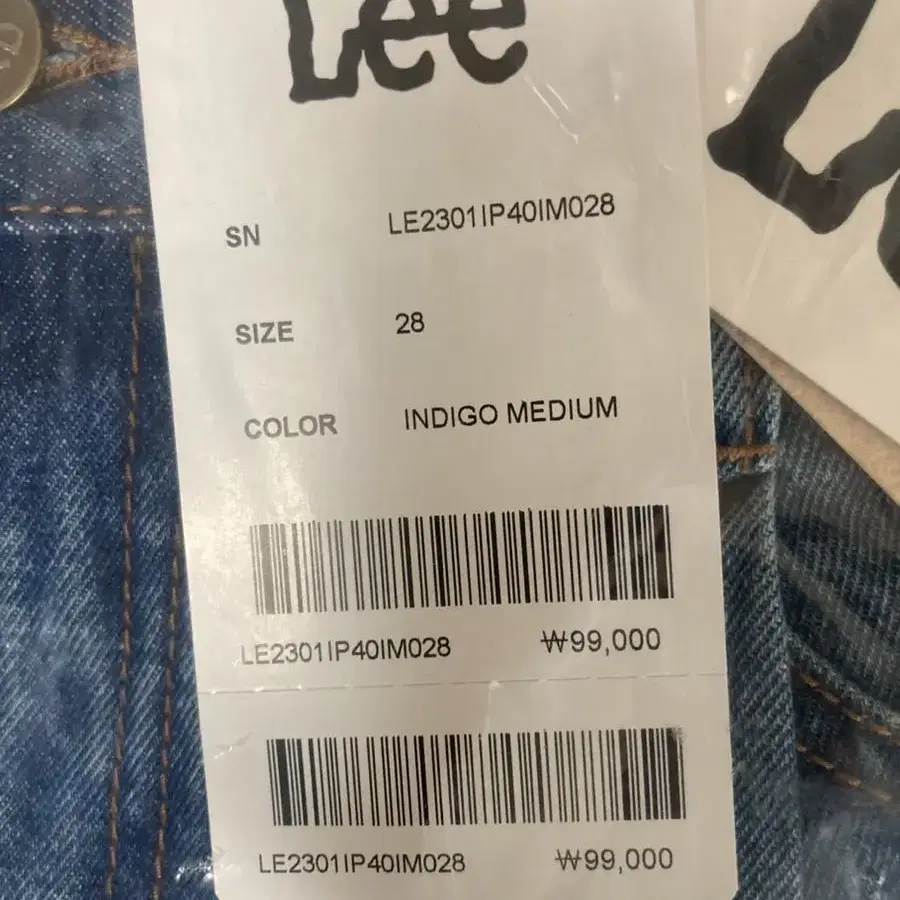 Lee
SN LE2301IP40IM028
SIZE 28
COLOR INDIGO MEDIUM
LE2301IP40IM028 ₩99,000
LE2301IP40IM028 ₩99,000